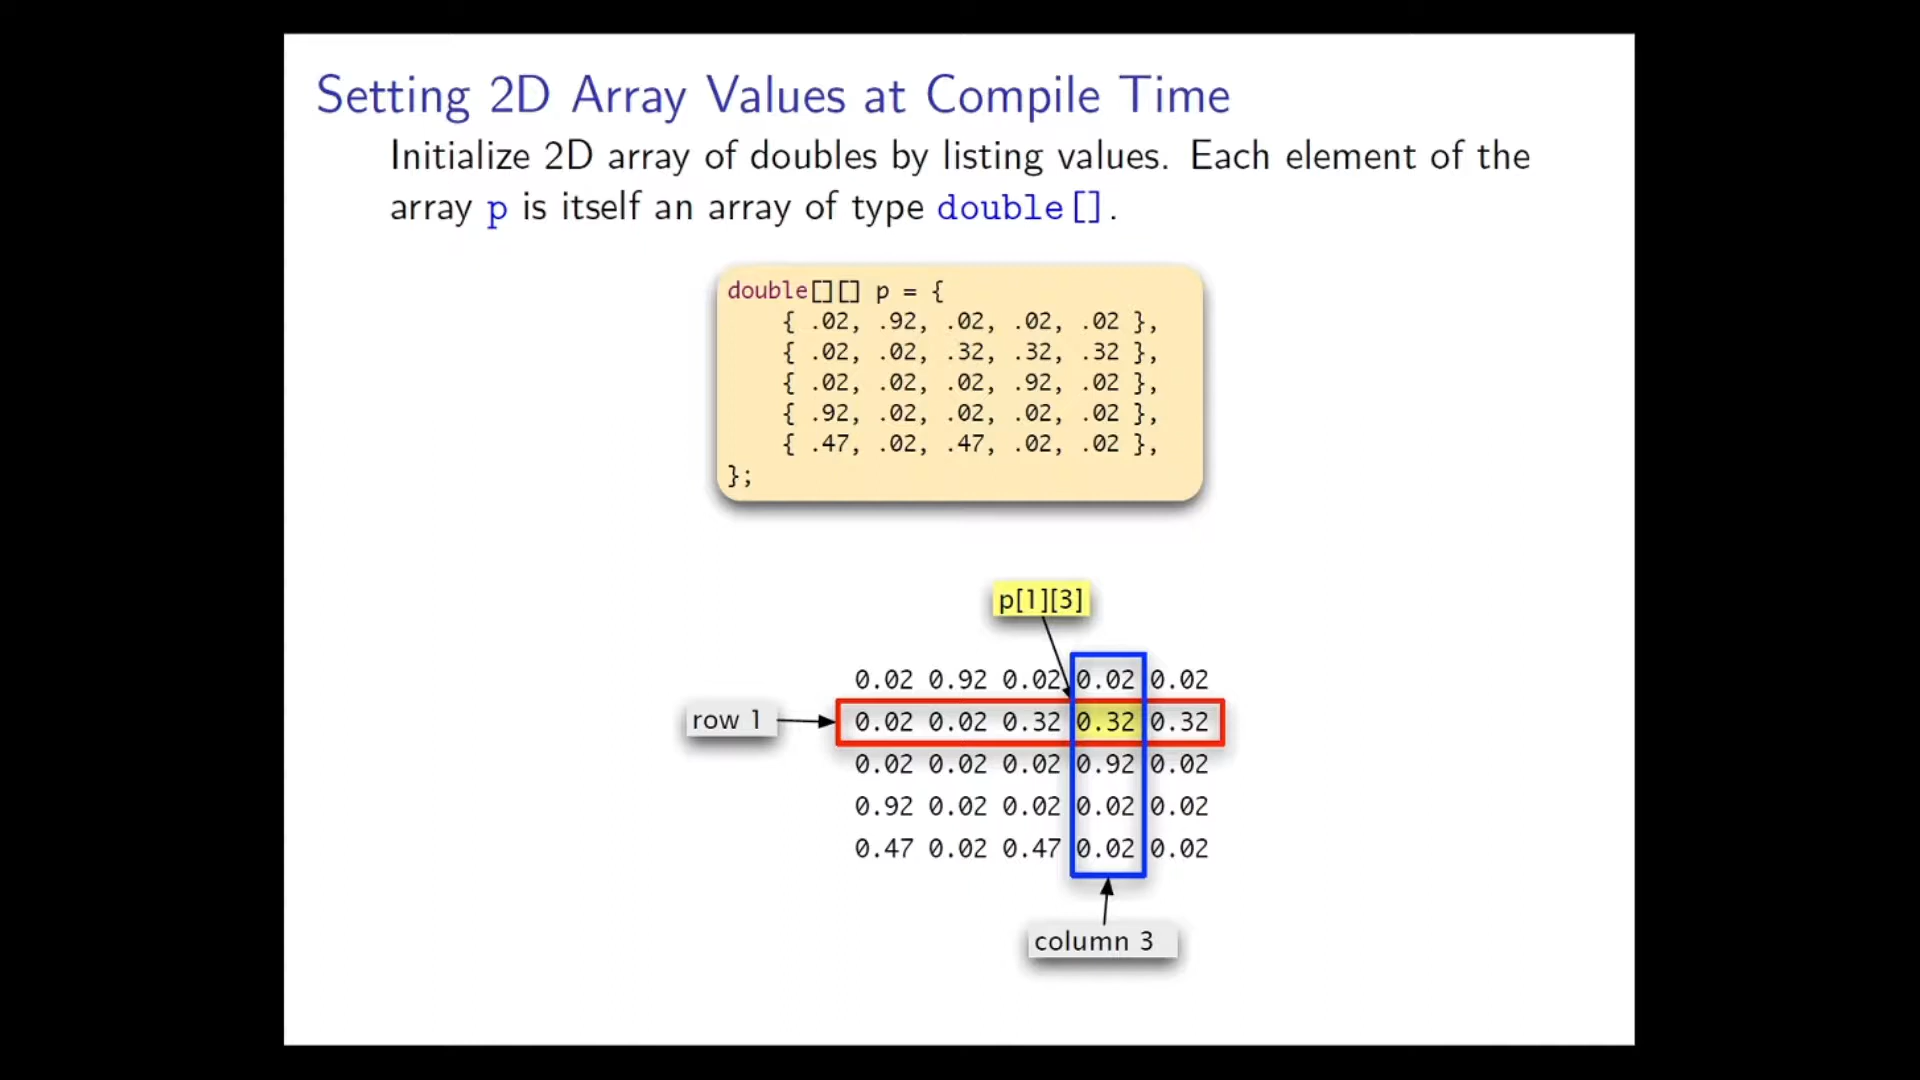 Setting 2D Array Values at Compile Time
Initialize 2D array of doubles by listing values. Each element of the
array p is itself an array of type double[].
double[][] p = {
{ .02, .92, .02, .02, .02 },
{ .02, .02, .32, .32, .32 },
{ .02, .02, .02, .92, .02 },
{ .92, .02, .02, .02, .02 },
{ .47, .02, .47, .02, .02 },
};
p[1][3]
0.02 0.92 0.02 0.02 0.02
row 1 0.02 0.02 0.32 0.32 0.32
0.02 0.02 0.02 0.92 0.02
0.92 0.02 0.02 0.02 0.02
0.47 0.02 0.47 0.02 0.02
column 3